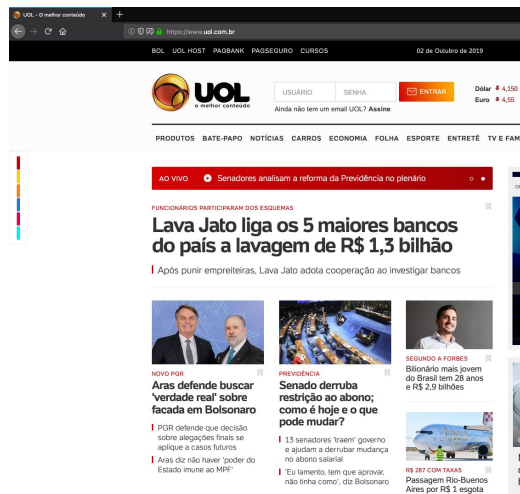 UOL - O melhor conteúdo
https://www.uol.com.br
BOL UOL HOST PAGBANK PAGSEGURO CURSOS 02 de Outubro de 2019
UOL
o melhor conteúdo
USUÁRIO SENHA ENTRAR
Ainda não tem um email UOL? Assine
Dólar 4,150
Euro 4,55
PRODUTOS BATE-PAPO NOTÍCIAS CARROS ECONOMIA FOLHA ESPORTE ENTRETÊ TV E FAM
AO VIVO Senadores analisam a reforma da Previdência no plenário
FUNCIONÁRIOS PARTICIPARAM DOS ESQUEMAS
Lava Jato liga os 5 maiores bancos
do país a lavagem de R$ 1,3 bilhão
Após punir empreiteiras, Lava Jato adota cooperação ao investigar bancos
NOVO PGR
Aras defende buscar
'verdade real' sobre
facada em Bolsonaro
PGR defende que decisão
sobre alegações finais se
aplique a casos futuros
Aras diz não haver 'poder do
Estado imune ao MPF'
PREVIDÊNCIA
Senado derruba
restrição ao abono;
como é hoje e o que
pode mudar?
13 senadores 'traem' governo
e ajudam a derrubar mudança
no abono salarial
'Eu lamento, tem que aprovar,
não tinha como', diz Bolsonaro
SEGUNDO A FORBES
Bilionário mais jovem
do Brasil tem 28 anos
e R$ 2,9 bilhões
R$ 287 COM TAXAS
Passagem Rio-Buenos
Aires por R$ 1 esgota